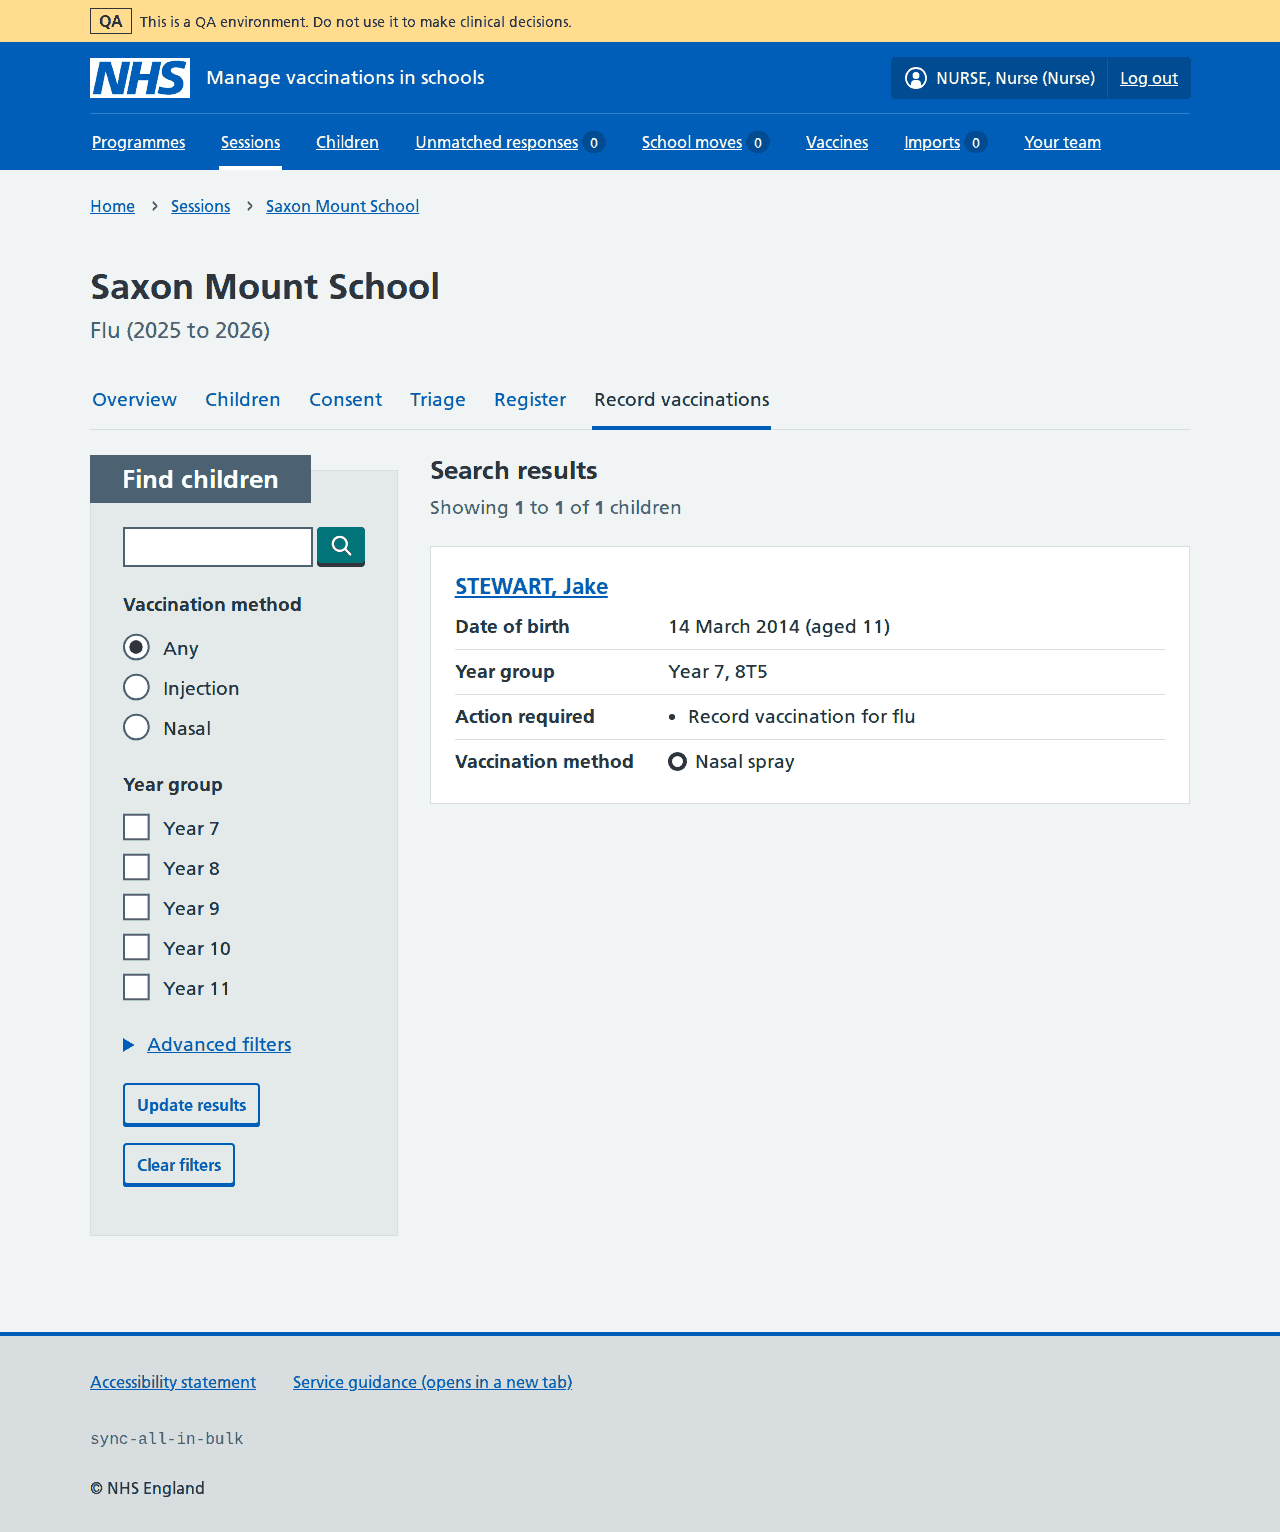 QA This is a QA environment. Do not use it to make clinical decisions.
NHS Manage vaccinations in schools NURSE, Nurse (Nurse) Log out
Programmes Sessions Children Unmatched responses 0 School moves 0 Vaccines Imports 0 Your team
Home Sessions Saxon Mount School
Saxon Mount School
Flu (2025 to 2026)
Overview Children Consent Triage Register Record vaccinations
Find children
Vaccination method
Any
Injection
Nasal
Year group
Year 7
Year 8
Year 9
Year 10
Year 11
Advanced filters
Update results
Clear filters
Search results
Showing 1 to 1 of 1 children
STEWART, Jake
Date of birth 14 March 2014 (aged 11)
Year group Year 7, 8T5
Action required • Record vaccination for flu
Vaccination method Nasal spray
Accessibility statement Service guidance (opens in a new tab)
sync-all-in-bulk
© NHS England